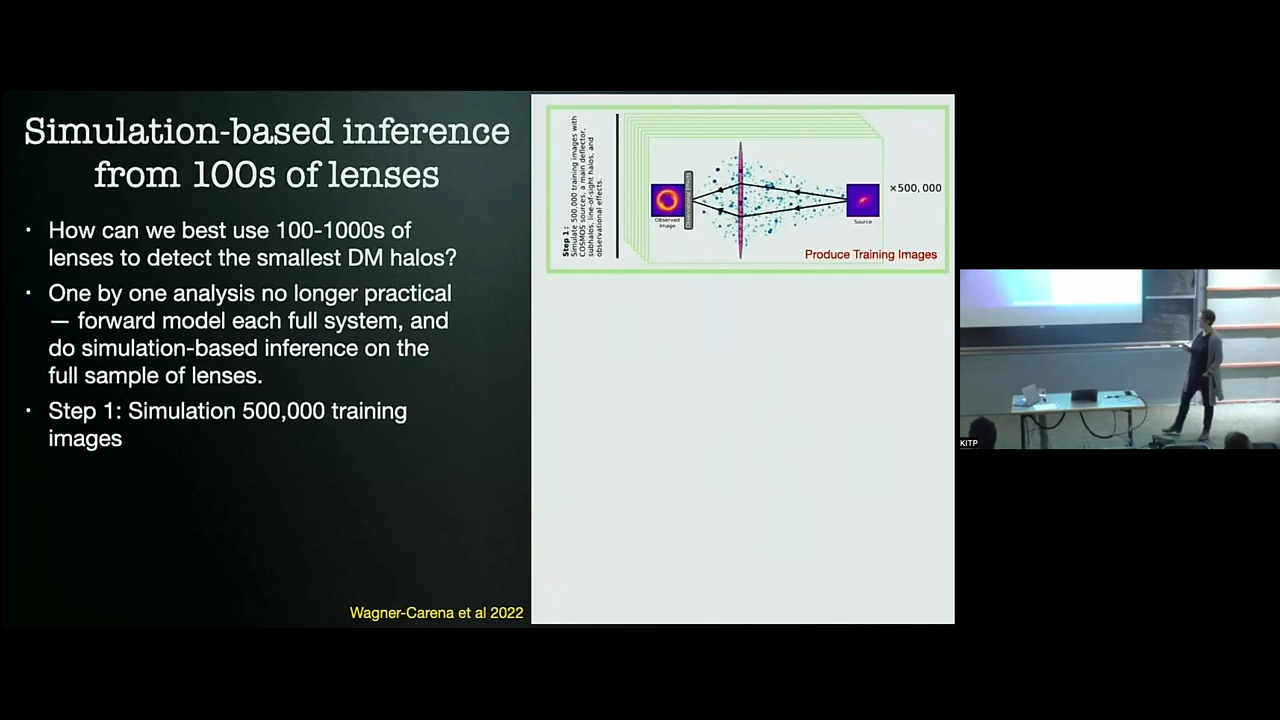 Simulation-based inference
from 100s of lenses
· How can we best use 100-1000s of
lenses to detect the smallest DM halos?
· One by one analysis no longer practical
— forward model each full system, and
do simulation-based inference on the
full sample of lenses.
· Step 1: Simulation 500,000 training
images
Wagner-Carena et al 2022
Step 1:
Simulate 500,000 training images with
COSMOS sources, a main deflector,
subhalos, line-of-sight halos, and
observational effects.
Observational Effects
Observed
Image
Source
×500,000
Produce Training Images
KITP